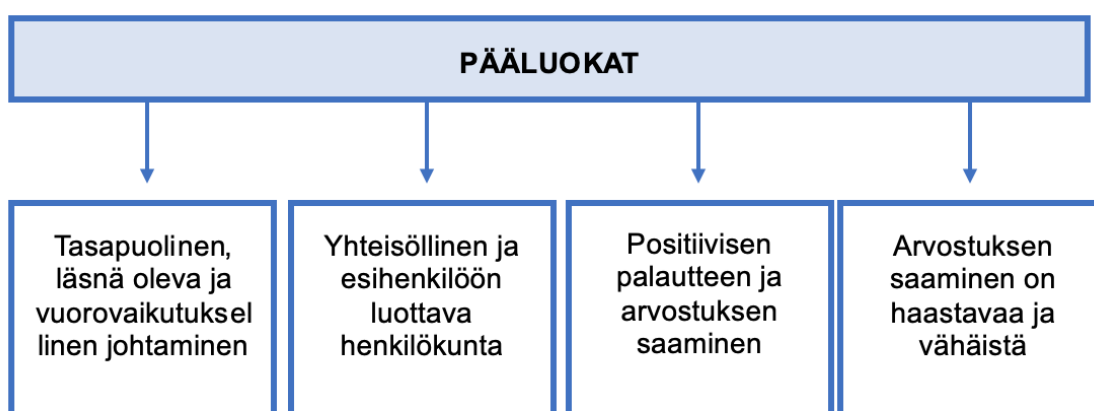 PÄÄLUOKAT
Tasapuolinen,
läsnä oleva ja
vuorovaikutuksel
linen johtaminen
Yhteisöllinen ja
esihenkilöön
luottava
henkilökunta
Positiivisen
palautteen ja
arvostuksen
saaminen
Arvostuksen
saaminen on
haastavaa ja
vähäistä